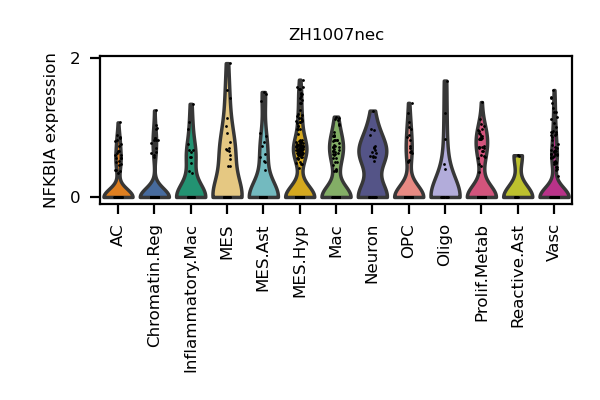 ZH1007nec
NFKBIA expression
2
0
AC
Chromatin.Reg
Inflammatory.Mac
MES
MES.Ast
MES.Hyp
Mac
Neuron
OPC
Oligo
Prolif.Metab
Reactive.Ast
Vasc